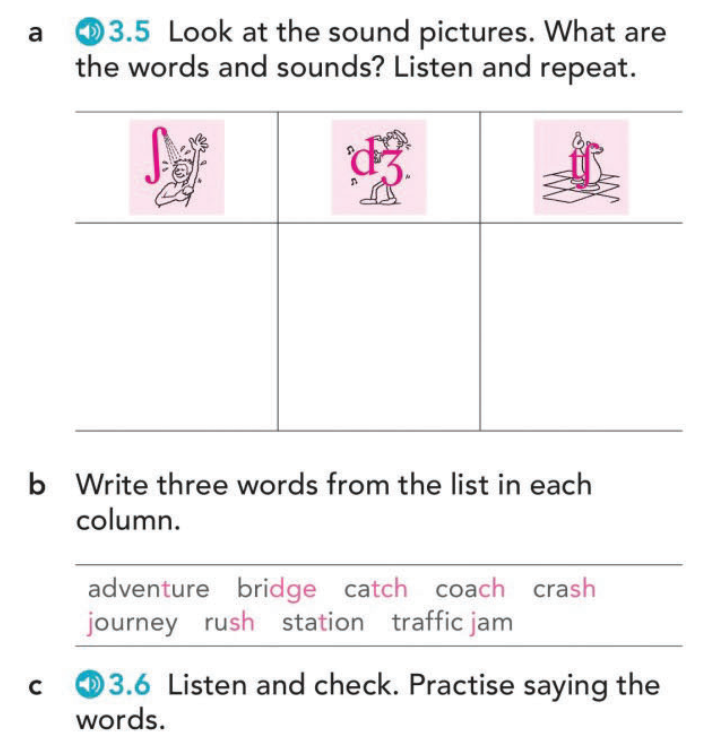 a 3.5 Look at the sound pictures. What are
the words and sounds? Listen and repeat.
ʃ dʒ tʃ
b Write three words from the list in each
column.
adventure bridge catch coach crash
journey rush station traffic jam
c 3.6 Listen and check. Practise saying the
words.